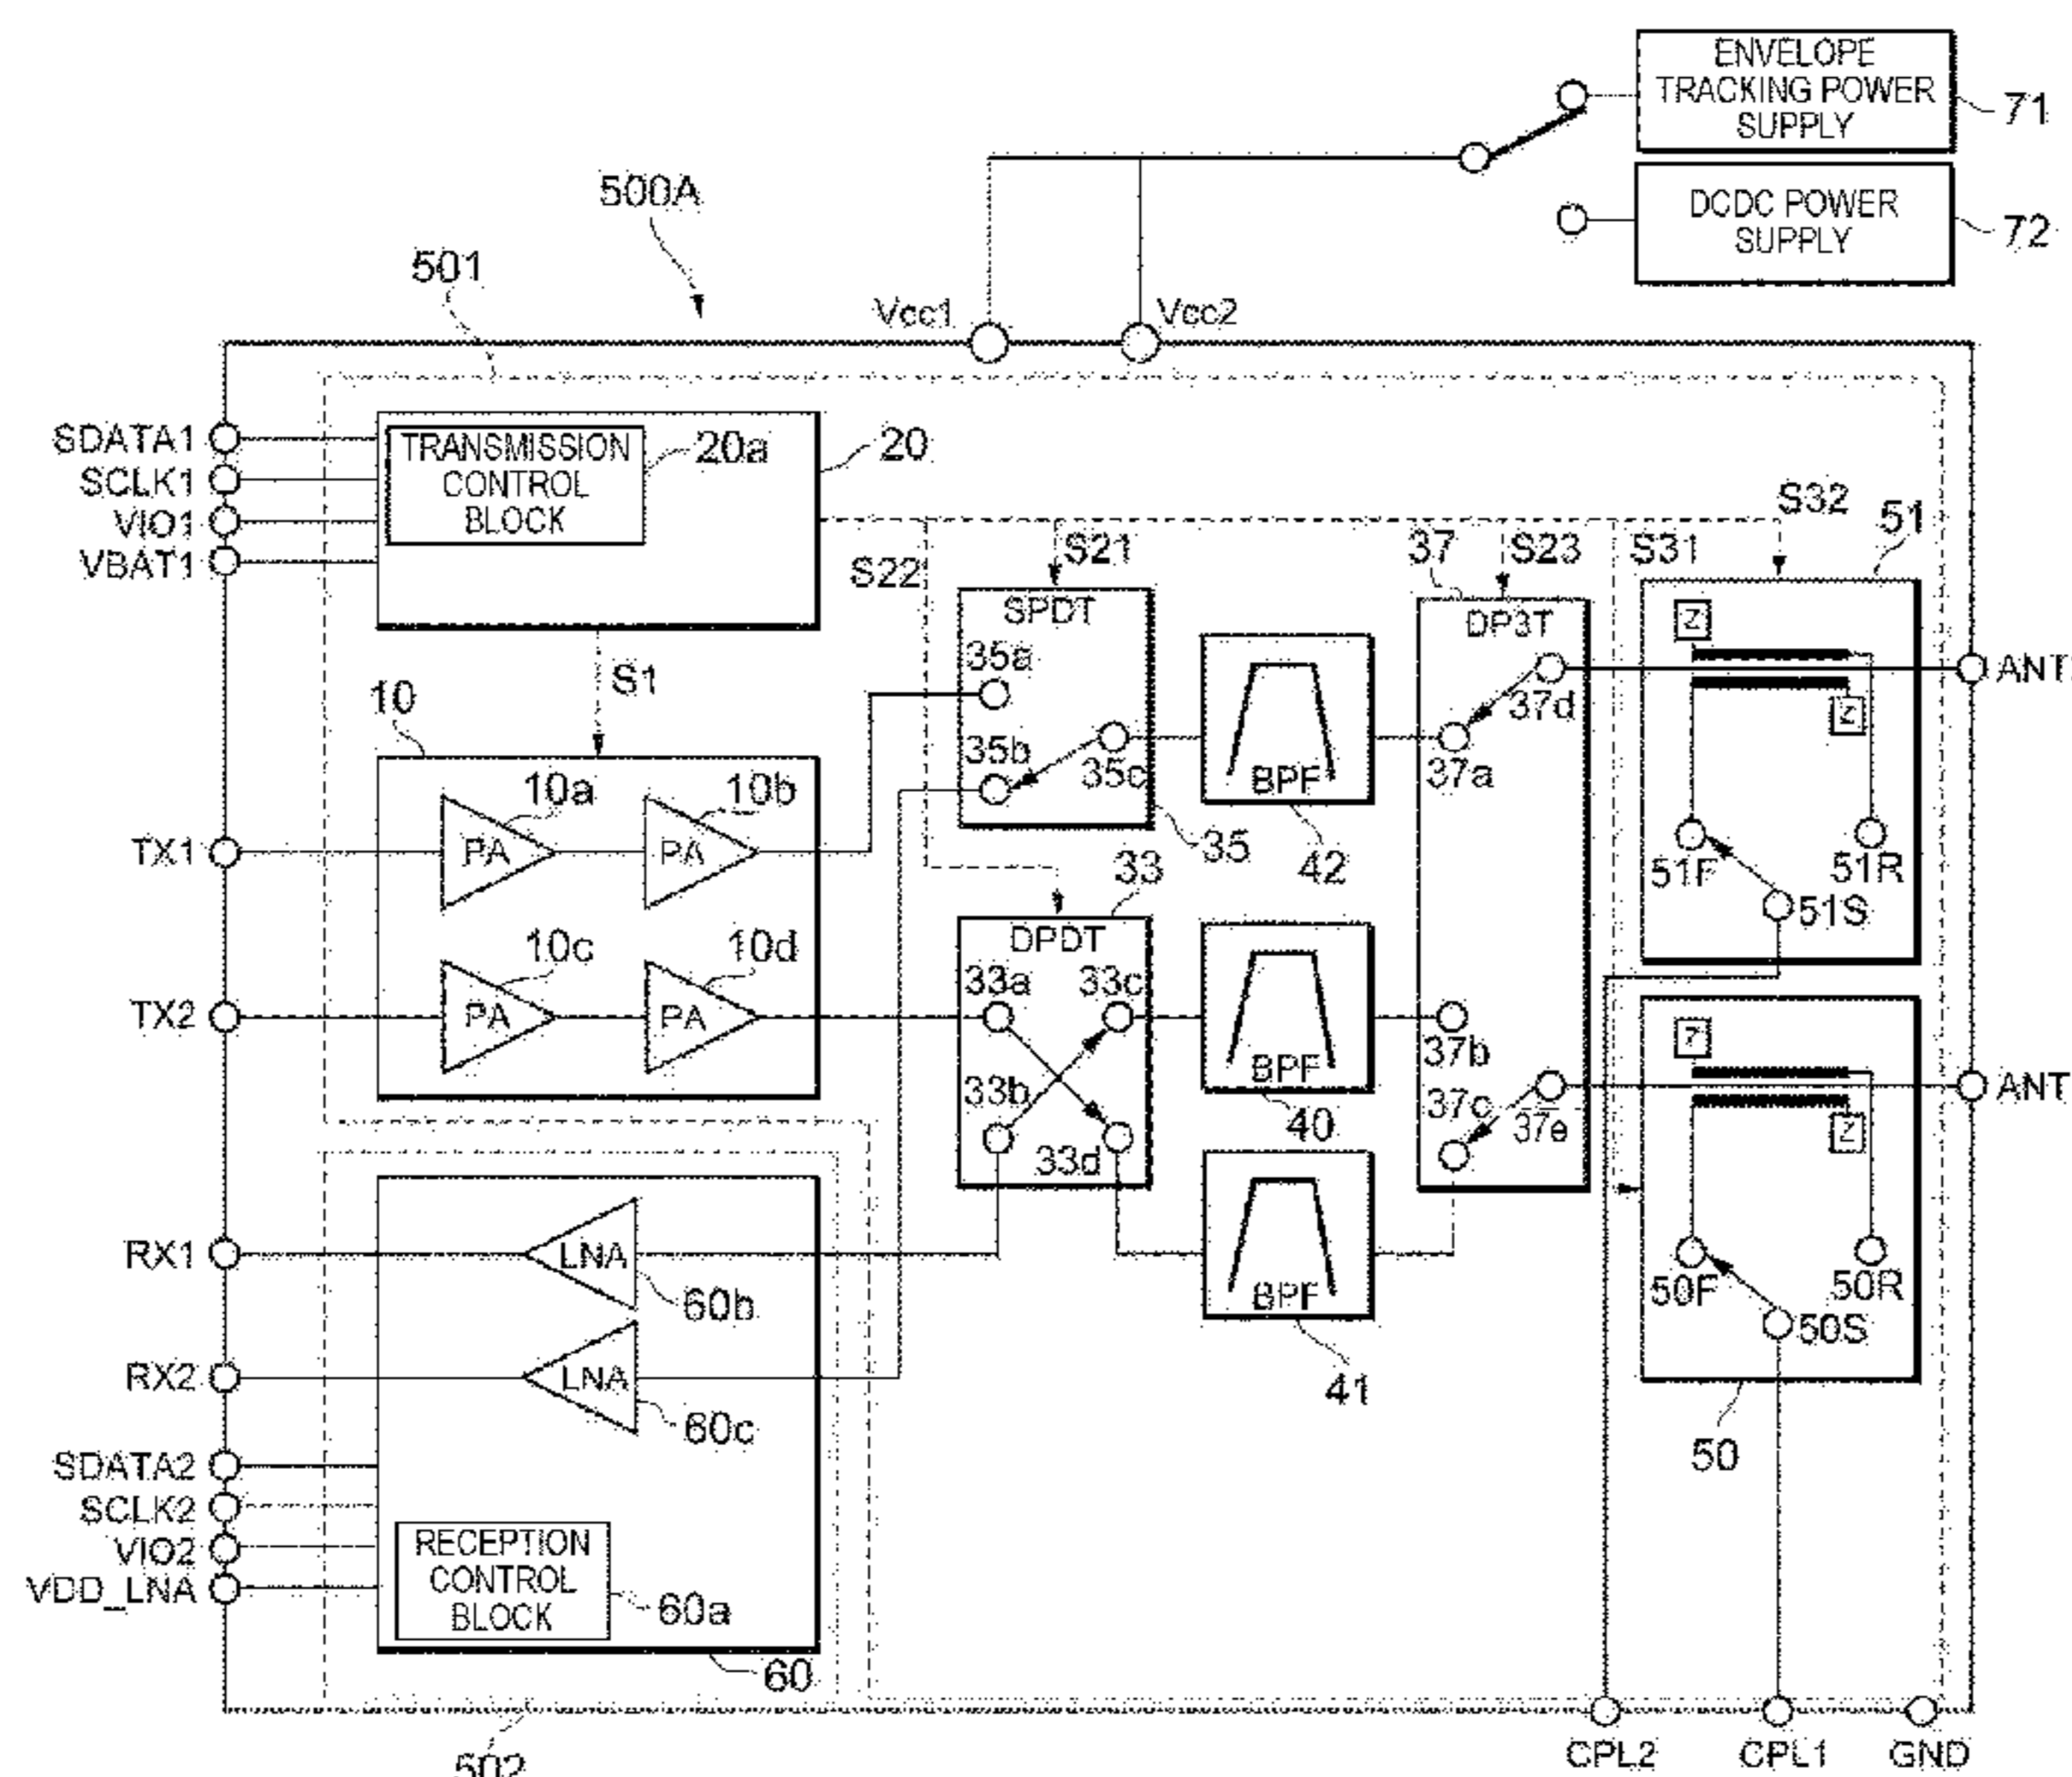 ENVELOPE
TRACKING POWER
SUPPLY
71
DCDC POWER
SUPPLY
72
500A
501
Vcc1
Vcc2
SDATA1
SCLK1
VIO1
VBAT1
TRANSMISSION
CONTROL
BLOCK
20a
20
S22
S21
37
S23
S31
S32
51
SPDT
35a
35b
35c
35
BPF
42
DP3T
37d
37a
Z
Z
51F
51R
51S
ANT
S1
10
TX1
10a
PA
10b
PA
TX2
10c
PA
10d
PA
33
DPDT
33a
33c
33b
33d
BPF
40
37b
37c
37e
Z
Z
50F
50R
50S
50
ANT
BPF
41
RX1
LNA
60b
RX2
LNA
60c
SDATA2
SCLK2
VIO2
VDD_LNA
RECEPTION
CONTROL
BLOCK
60a
60
502
CPL2
CPL1
GND